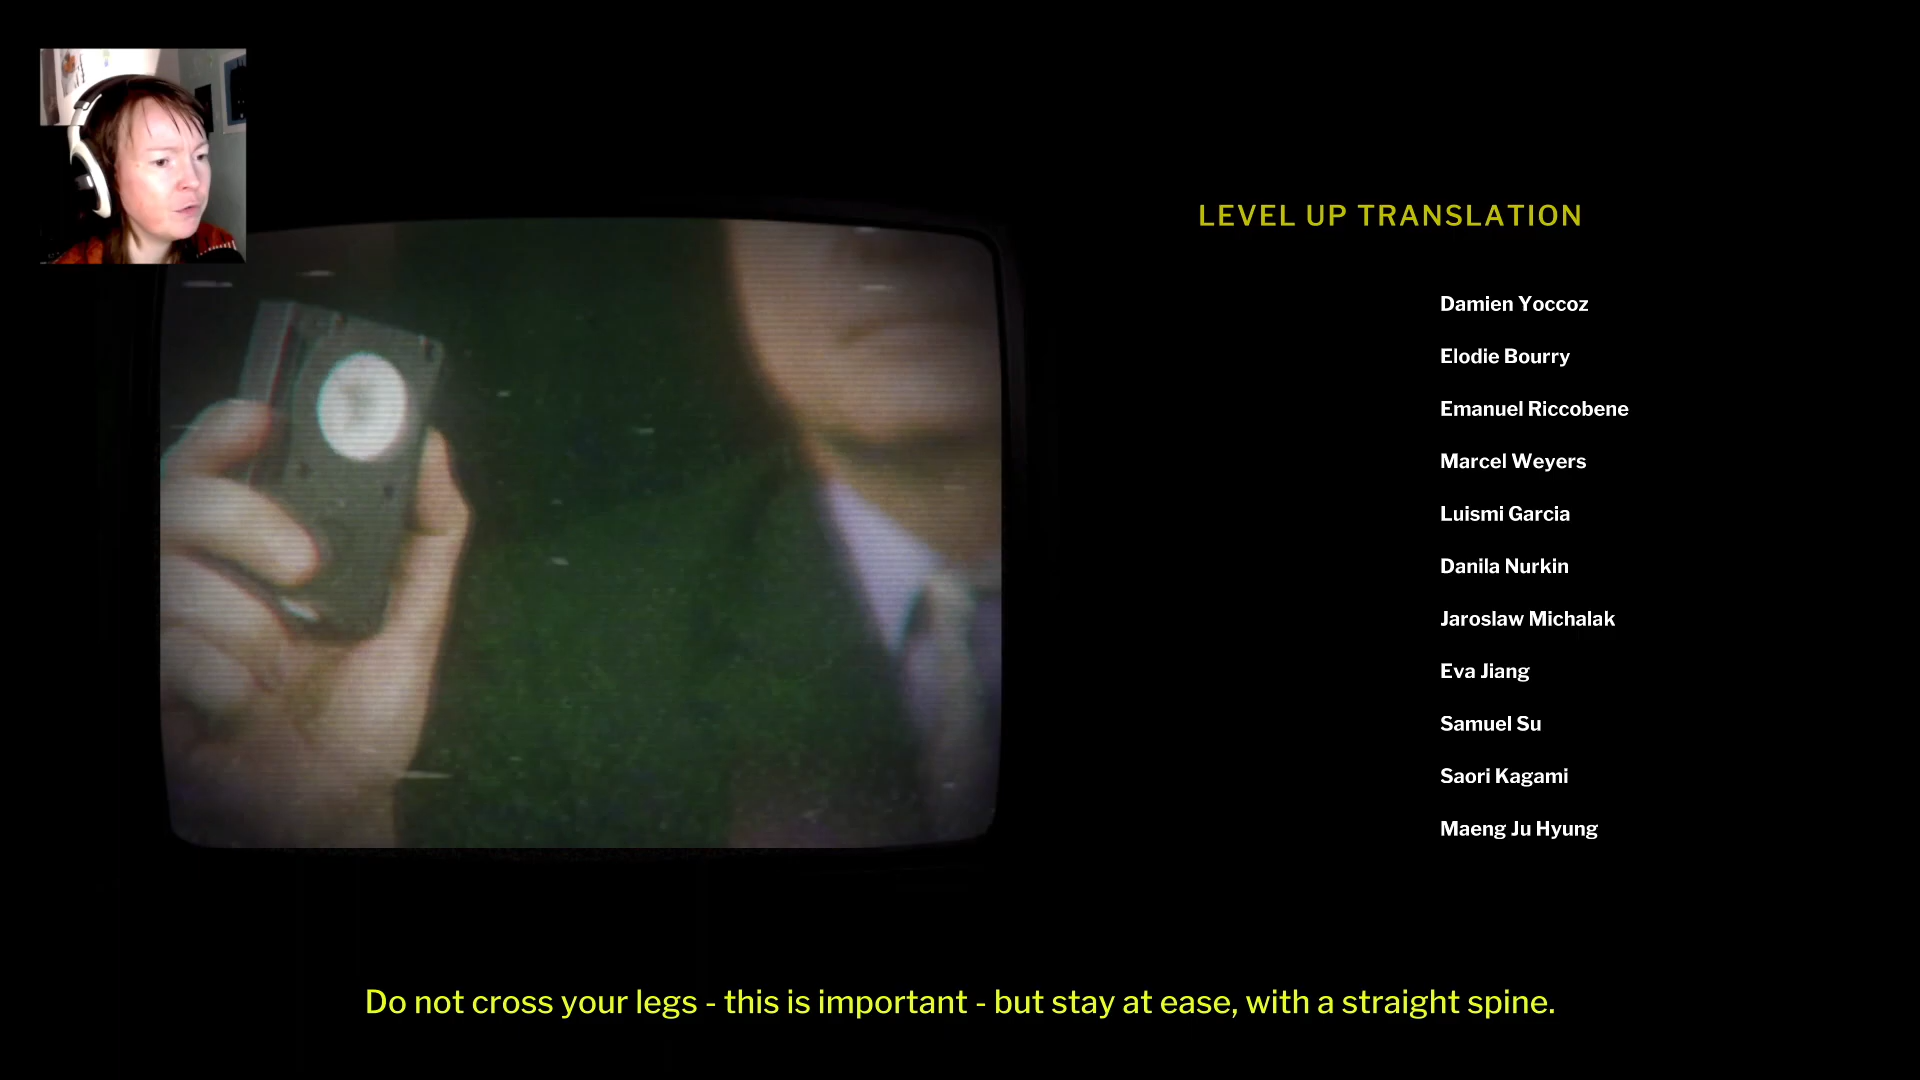 LEVEL UP TRANSLATION
Damien Yoccoz
Elodie Bourry
Emanuel Riccobene
Marcel Weyers
Luismi Garcia
Danila Nurkin
Jaroslaw Michalak
Eva Jiang
Samuel Su
Saori Kagami
Maeng Ju Hyung
Do not cross your legs - this is important - but stay at ease, with a straight spine.